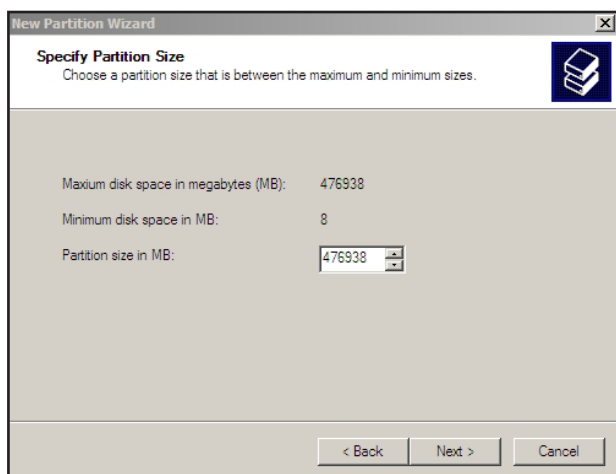 New Partition Wizard
Specify Partition Size
Choose a partition size that is between the maximum and minimum sizes.
Maxium disk space in megabytes (MB): 476938
Minimum disk space in MB: 8
Partition size in MB: 476938
< Back Next > Cancel